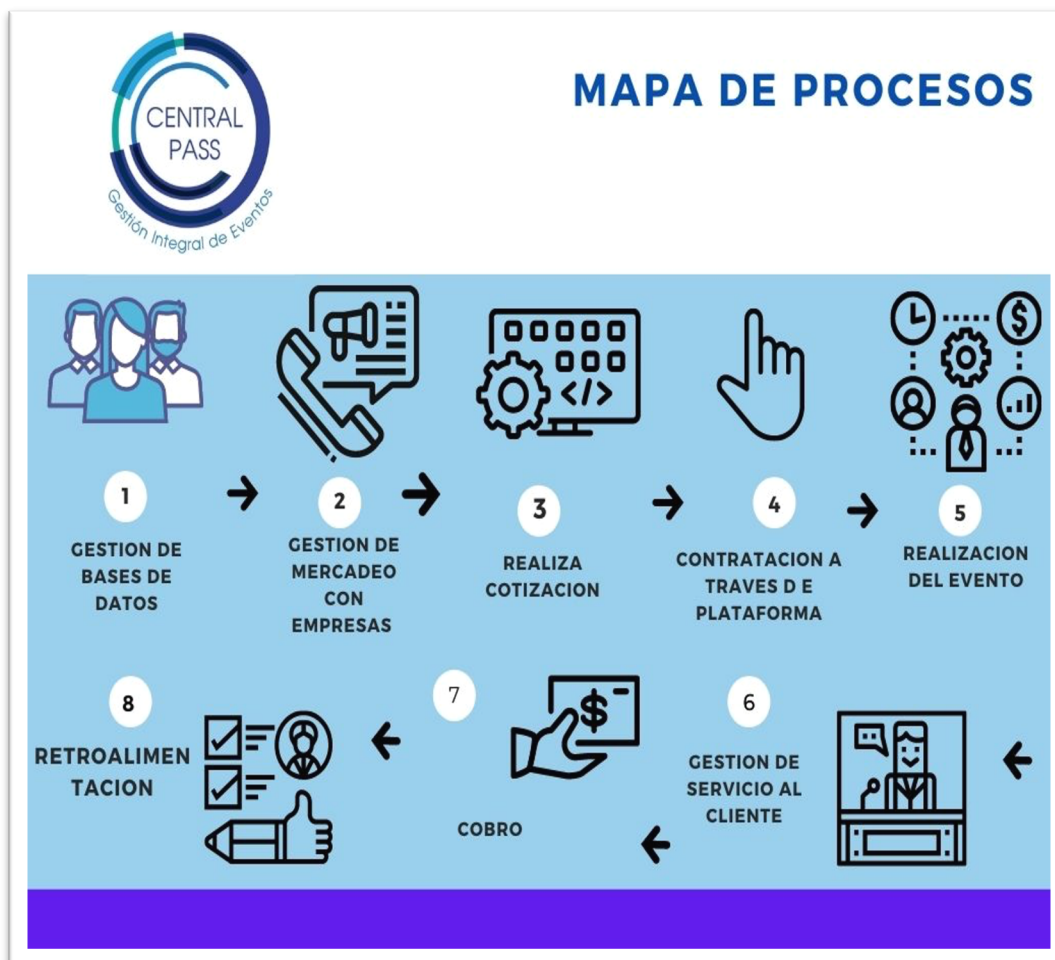 CENTRAL
PASS
Gestión Integral de Eventos
MAPA DE PROCESOS
1
GESTION DE
BASES DE
DATOS
2
GESTION DE
MERCADEO
CON
EMPRESAS
</>
3
REALIZA
COTIZACION
4
CONTRATACION A
TRAVES D E
PLATAFORMA
$
5
REALIZACION
DEL EVENTO
6
GESTION DE
SERVICIO AL
CLIENTE
7
$
COBRO
8
RETROALIMEN
TACION